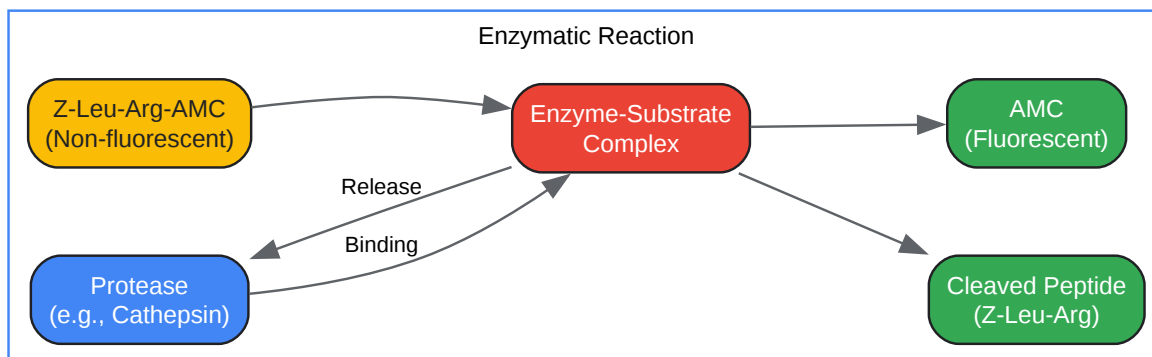 Enzymatic Reaction
Z-Leu-Arg-AMC
(Non-fluorescent)
Enzyme-Substrate
Complex
AMC
(Fluorescent)
Release
Binding
Protease
(e.g., Cathepsin)
Cleaved Peptide
(Z-Leu-Arg)